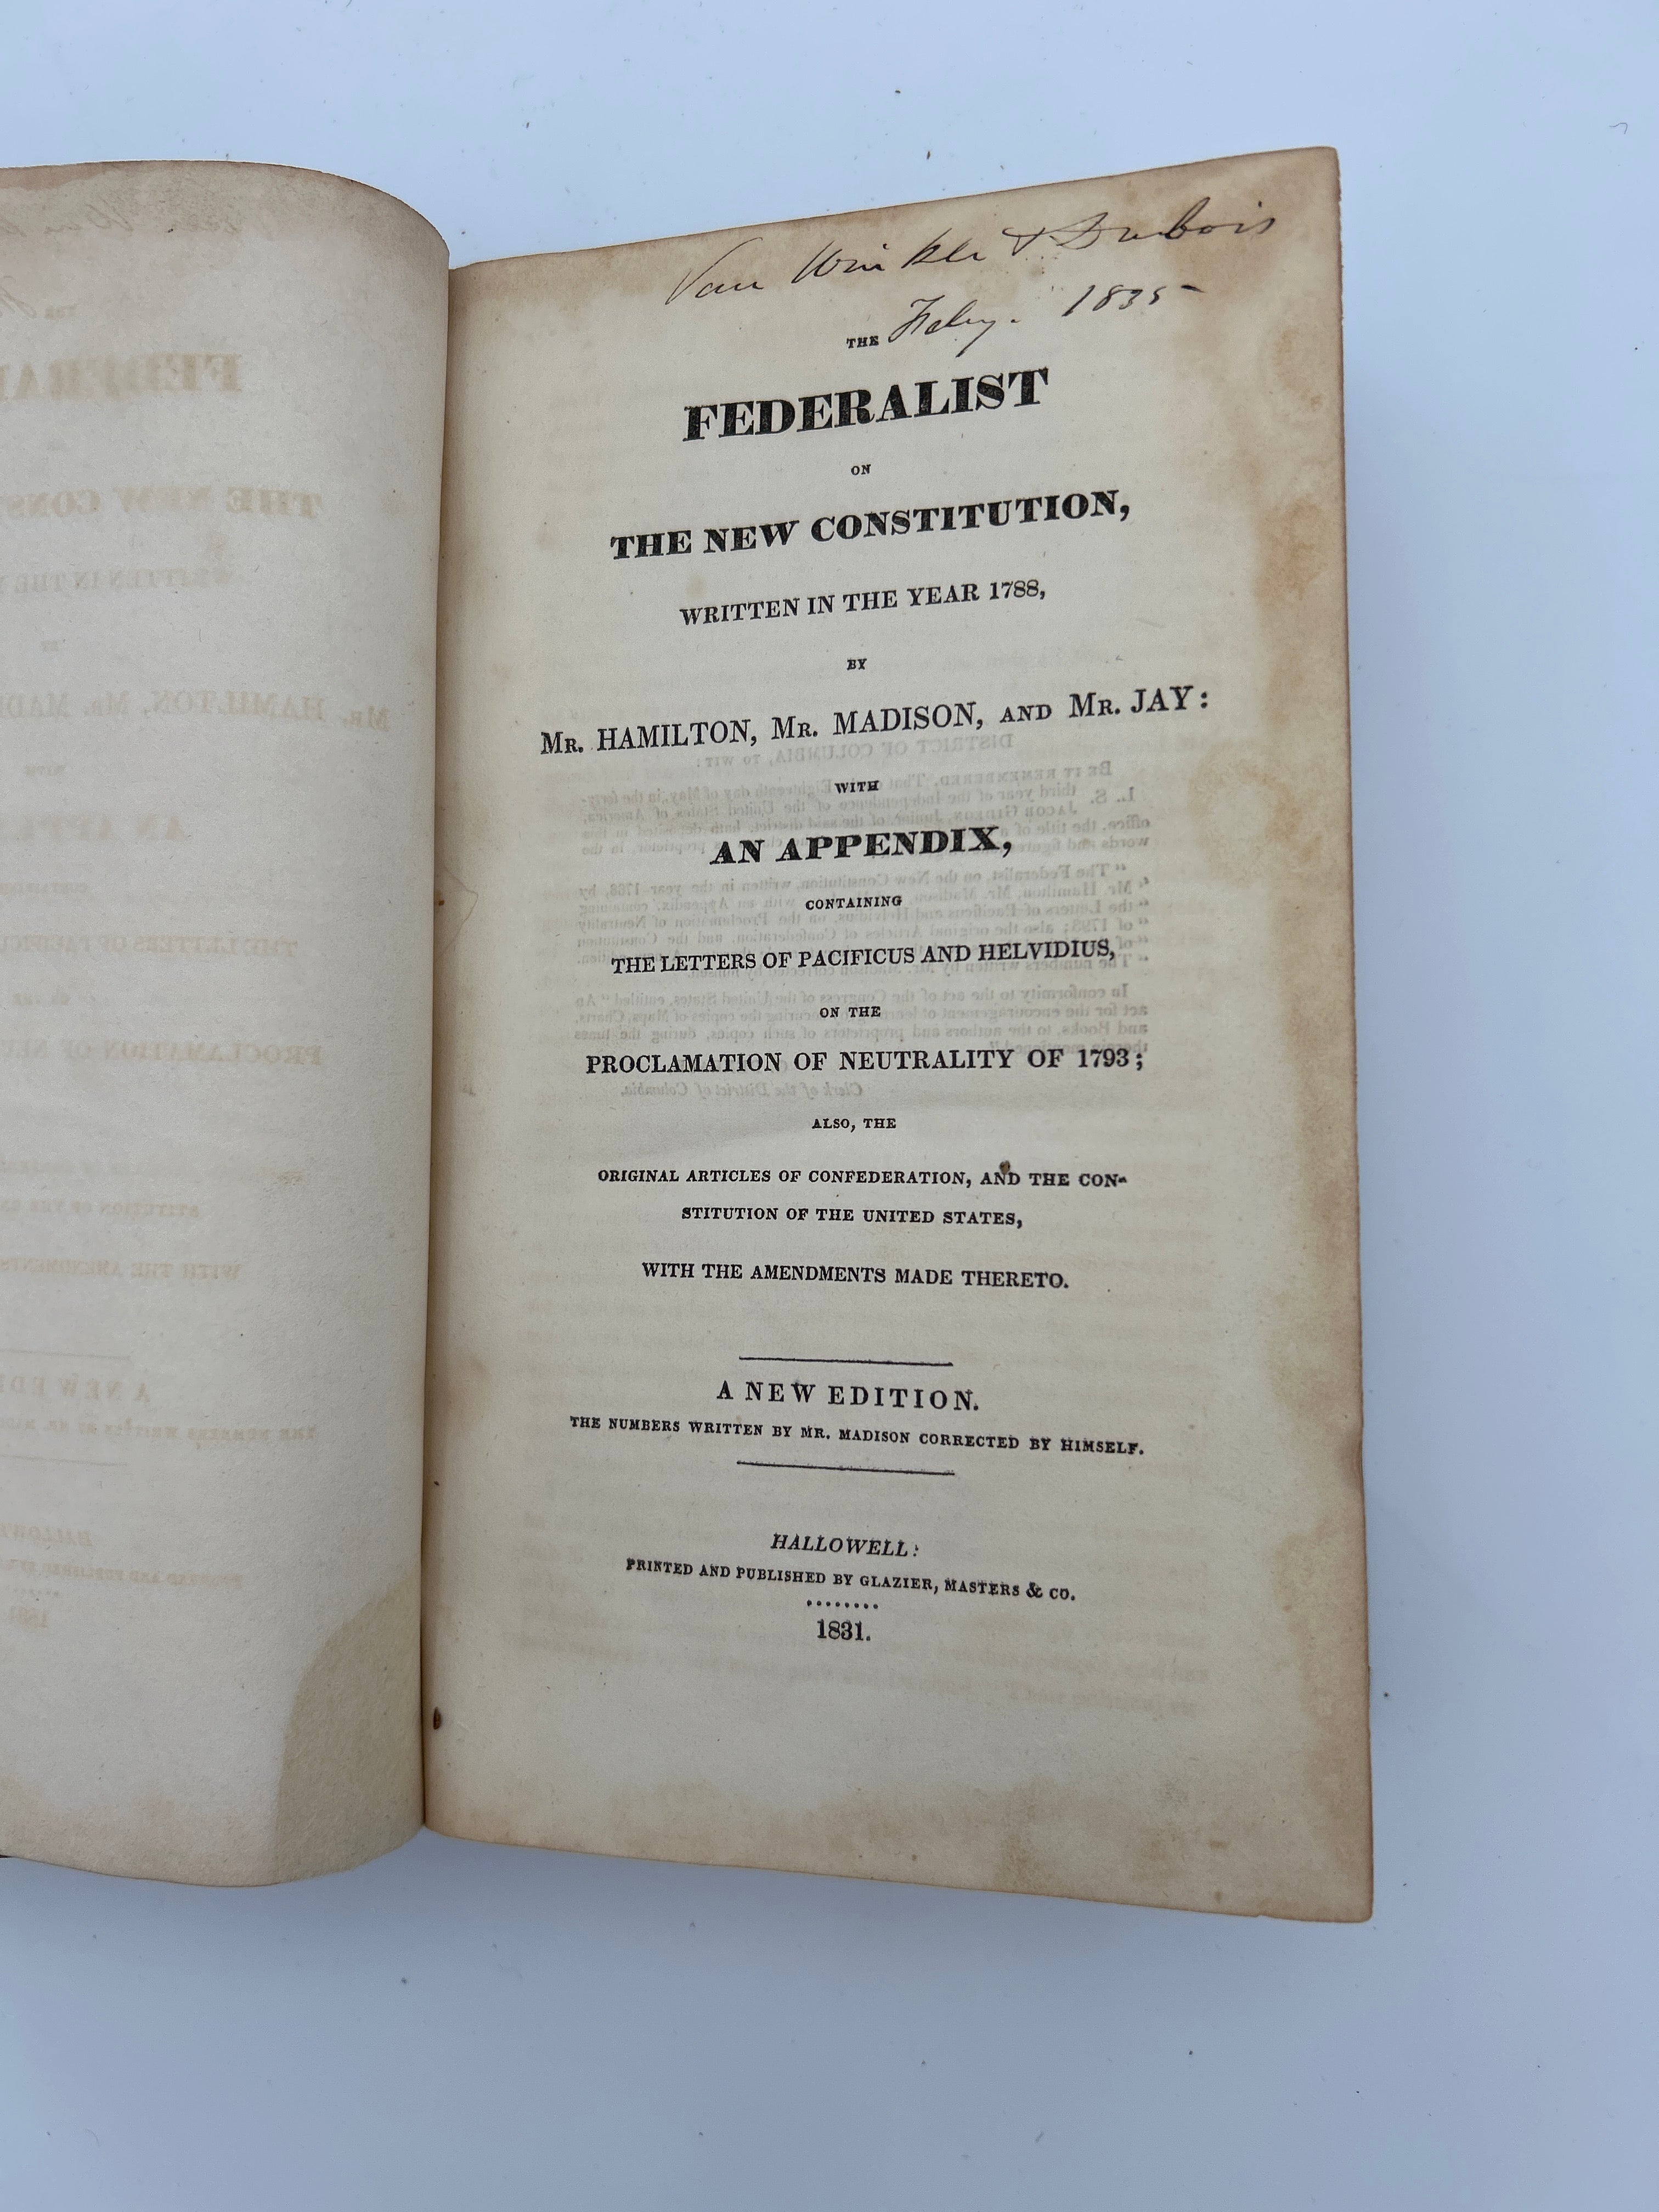 Van Winkle & Dubois
Feby. 1835
THE
FEDERALIST
ON
THE NEW CONSTITUTION,
WRITTEN IN THE YEAR 1788,
BY
MR. HAMILTON, MR. MADISON, AND MR. JAY:
WITH
AN APPENDIX,
CONTAINING
THE LETTERS OF PACIFICUS AND HELVIDIUS,
ON THE
PROCLAMATION OF NEUTRALITY OF 1793;
ALSO, THE
ORIGINAL ARTICLES OF CONFEDERATION, AND THE CON-
STITUTION OF THE UNITED STATES,
WITH THE AMENDMENTS MADE THERETO.
A NEW EDITION.
THE NUMBERS WRITTEN BY MR. MADISON CORRECTED BY HIMSELF.
HALLOWELL:
PRINTED AND PUBLISHED BY GLAZIER, MASTERS & CO.
1831.